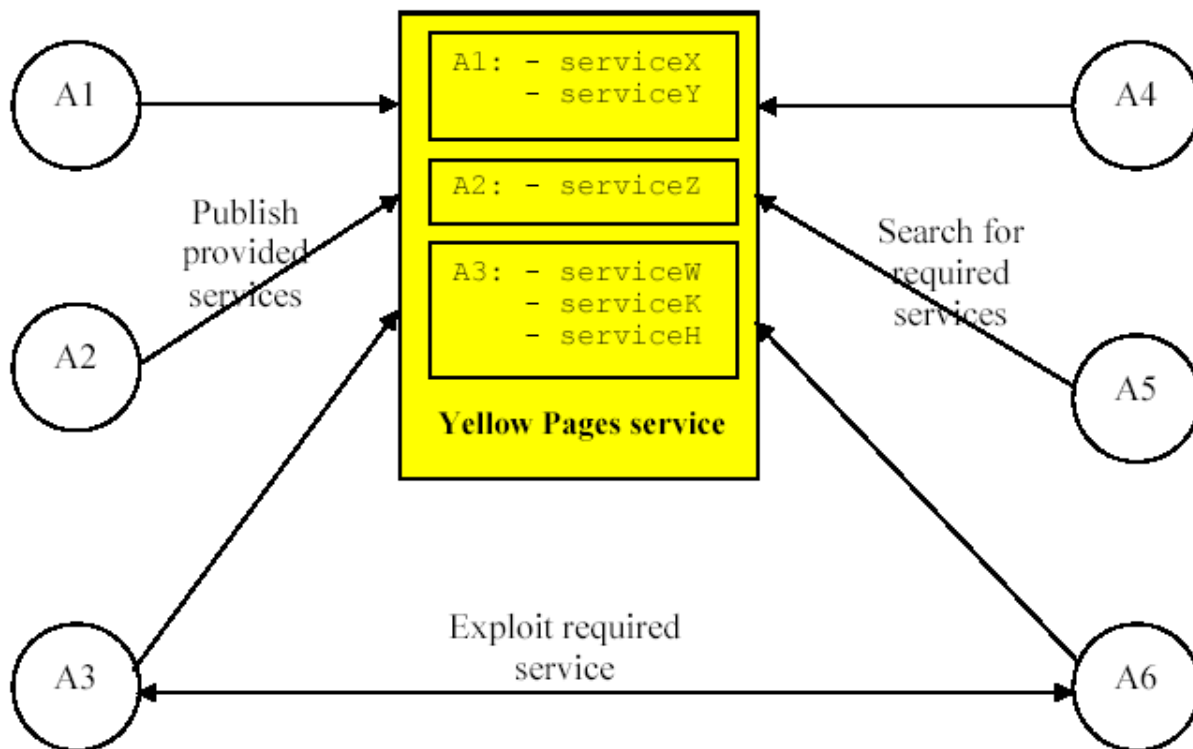 A1
A1: - serviceX
- serviceY
A4
A2: - serviceZ
Publish
provided
services
Search for
required
services
A3: - serviceW
- serviceK
- serviceH
A2
A5
Yellow Pages service
Exploit required
service
A3
A6